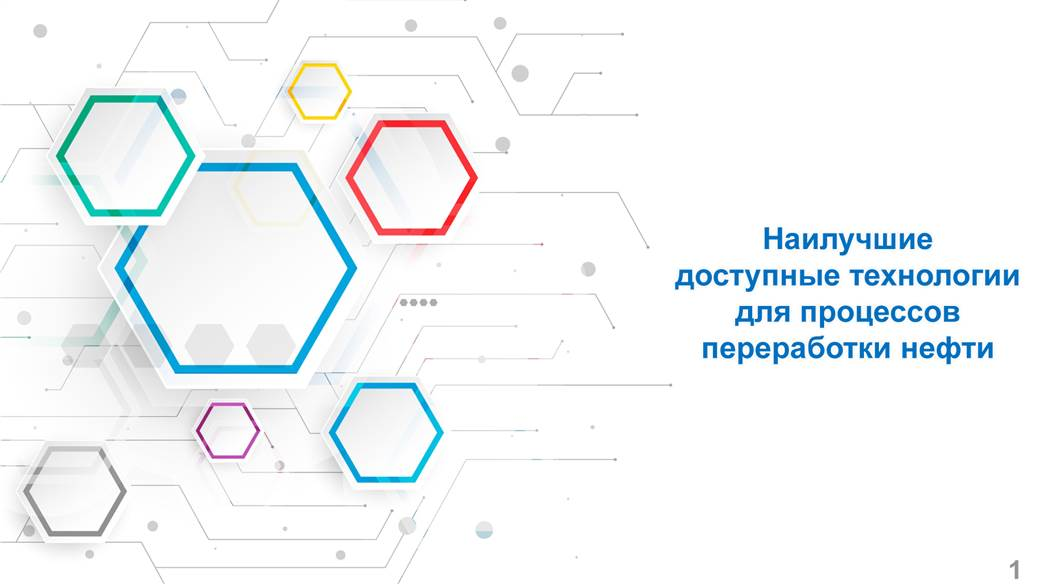 Наилучшие
доступные технологии
для процессов
переработки нефти
1